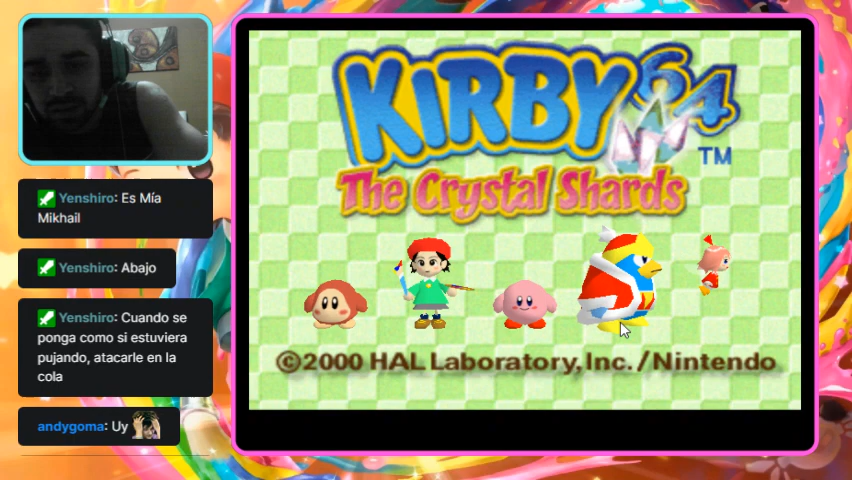 KIRBY 64
TM
The Crystal Shards
©2000 HAL Laboratory, Inc./Nintendo
Yenshiro: Es Mía
Mikhail
Yenshiro: Abajo
Yenshiro: Cuando se
ponga como si estuviera
pujando, atacarle en la
cola
andygoma: Uy